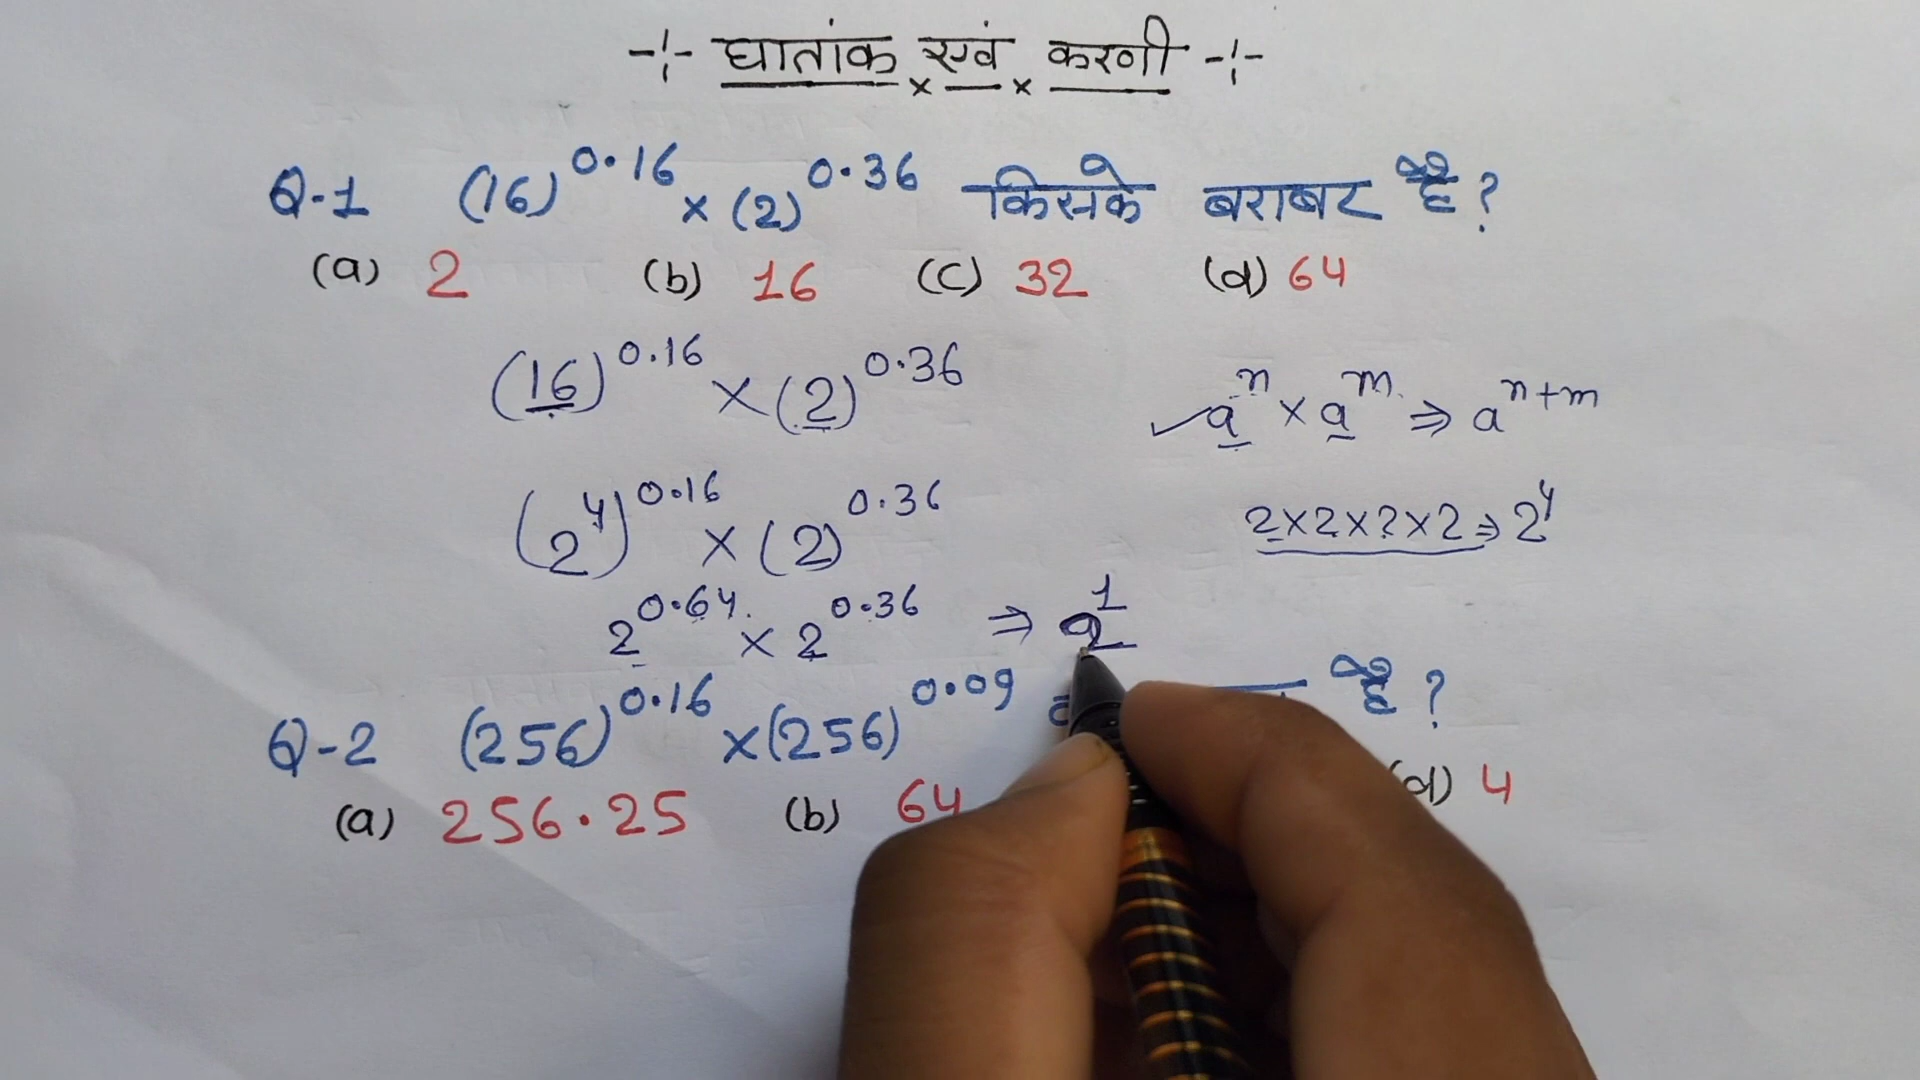 -:- घातांक एवं करणी -:-
Q-1 (16)^0.16 × (2)^0.36 किसके बराबर है ?
(a) 2 (b) 16 (c) 32 (d) 64
(16)^0.16 × (2)^0.36
✓ a^n × a^m ⇒ a^n+m
(2^4)^0.16 × (2)^0.36
2×2×2×2 ⇒ 2^4
2^0.64 × 2^0.36 ⇒ 2^1
Q-2 (256)^0.16 × (256)^0.09 है ?
(a) 256.25 (b) 64 (d) 4